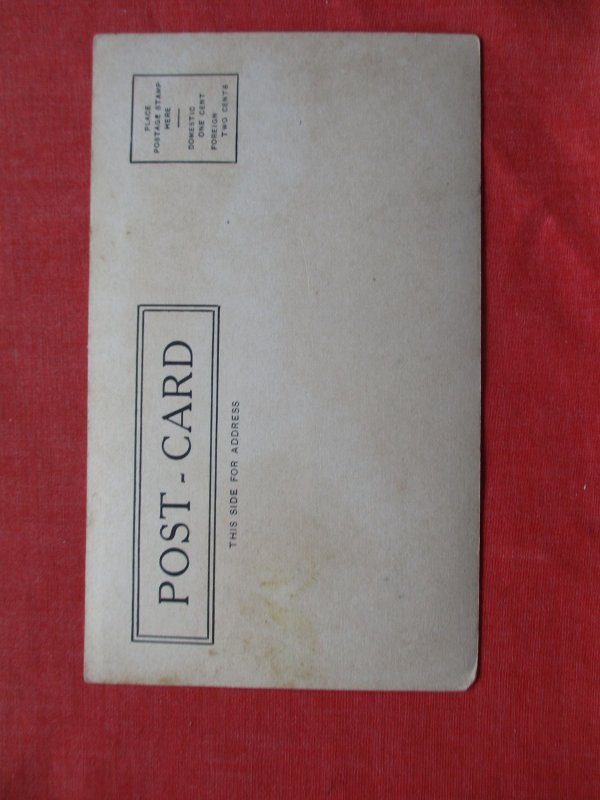 POST - CARD
THIS SIDE FOR ADDRESS
PLACE
POSTAGE STAMP
HERE
DOMESTIC
ONE CENT
FOREIGN
TWO CENTS